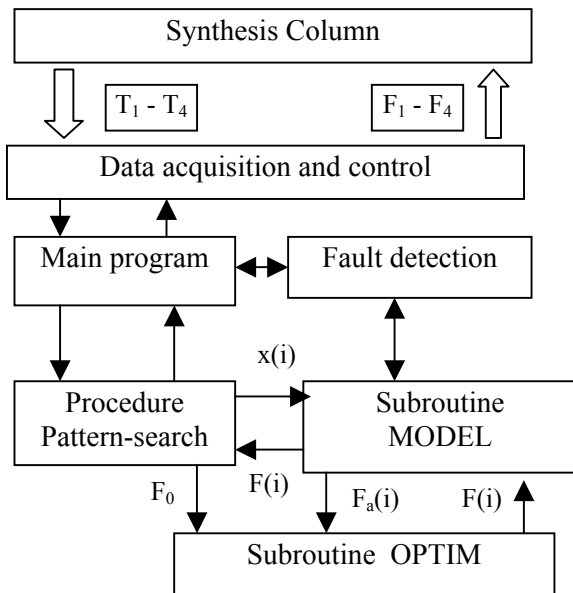 Synthesis Column
T₁ - T₄
F₁ - F₄
Data acquisition and control
Main program
Fault detection
x(i)
Procedure
Pattern-search
Subroutine
MODEL
F(i)
F₀
Fₐ(i)
F(i)
Subroutine OPTIM